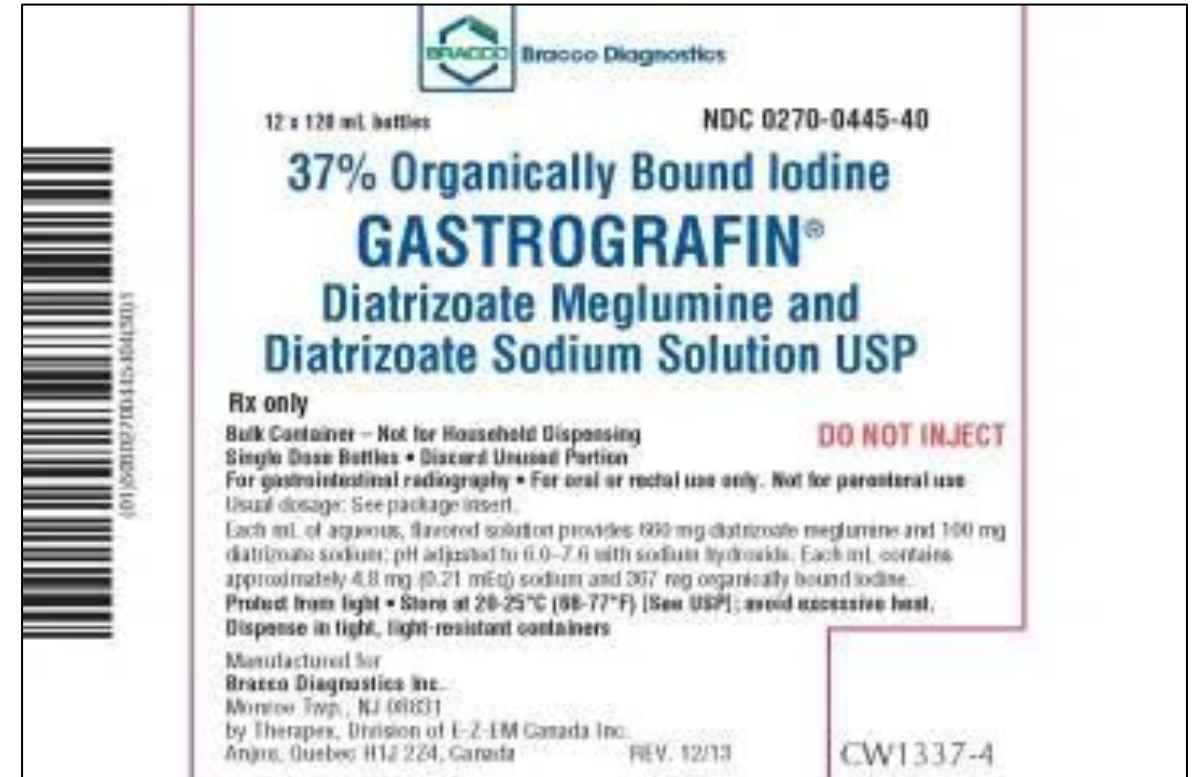 BRACCO Bracco Diagnostics
12 x 120 mL bottles NDC 0270-0445-40
37% Organically Bound Iodine
GASTROGRAFIN®
Diatrizoate Meglumine and
Diatrizoate Sodium Solution USP
Rx only
Bulk Container – Not for Household Dispensing
DO NOT INJECT
Single Dose Bottles • Discard Unused Portion
For gastrointestinal radiography • For oral or rectal use only. Not for parenteral use
Usual dosage: See package insert.
Each mL of aqueous, flavored solution provides 660 mg diatrizoate meglumine and 100 mg
diatrizoate sodium; pH adjusted to 6.0–7.6 with sodium hydroxide. Each mL contains
approximately 4.8 mg (0.21 mEq) sodium and 367 mg organically bound iodine.
Protect from light • Store at 20-25°C (68-77°F) [See USP]; avoid excessive heat.
Dispense in tight, light-resistant containers
Manufactured for
Bracco Diagnostics Inc.
Monroe Twp., NJ 08831
by Therapex, Division of E-Z-EM Canada Inc.
Anjou, Quebec H1J 2Z4, Canada REV. 12/13
CW1337-4